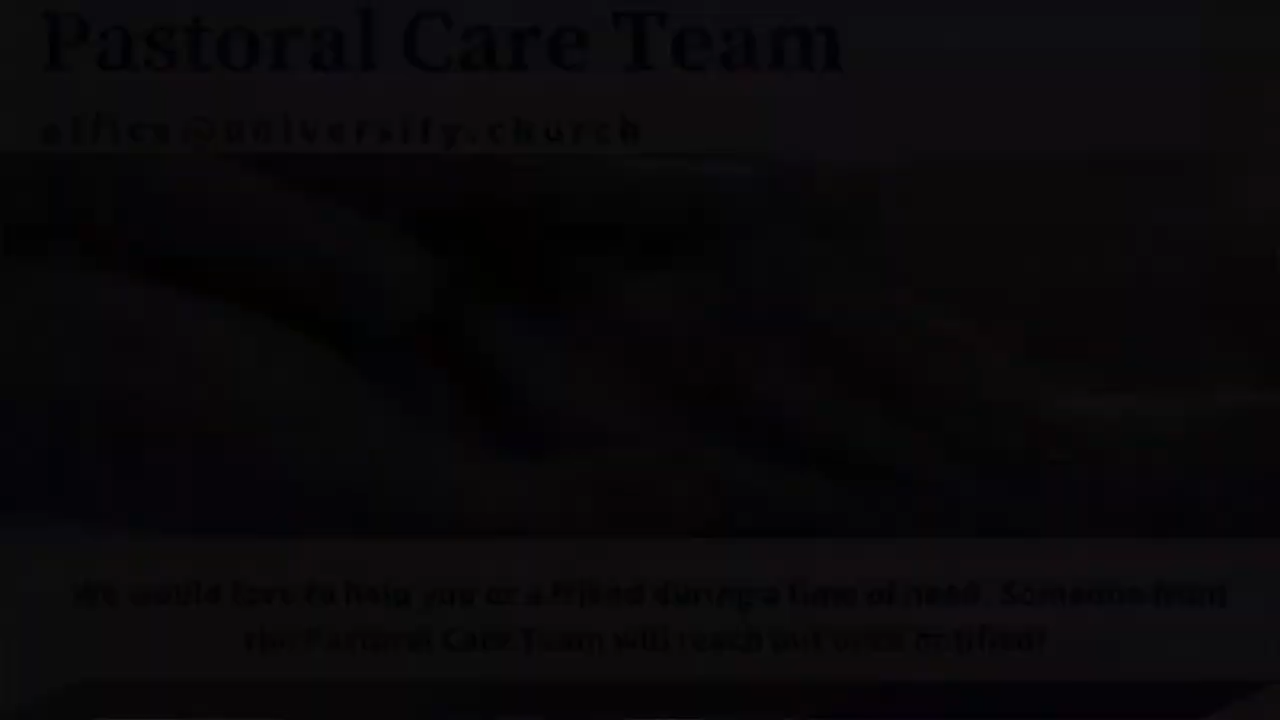 Pastoral Care Team
office@university.church
We would love to help you or a friend during a time of need. Someone from
the Pastoral Care Team will reach out once notified!